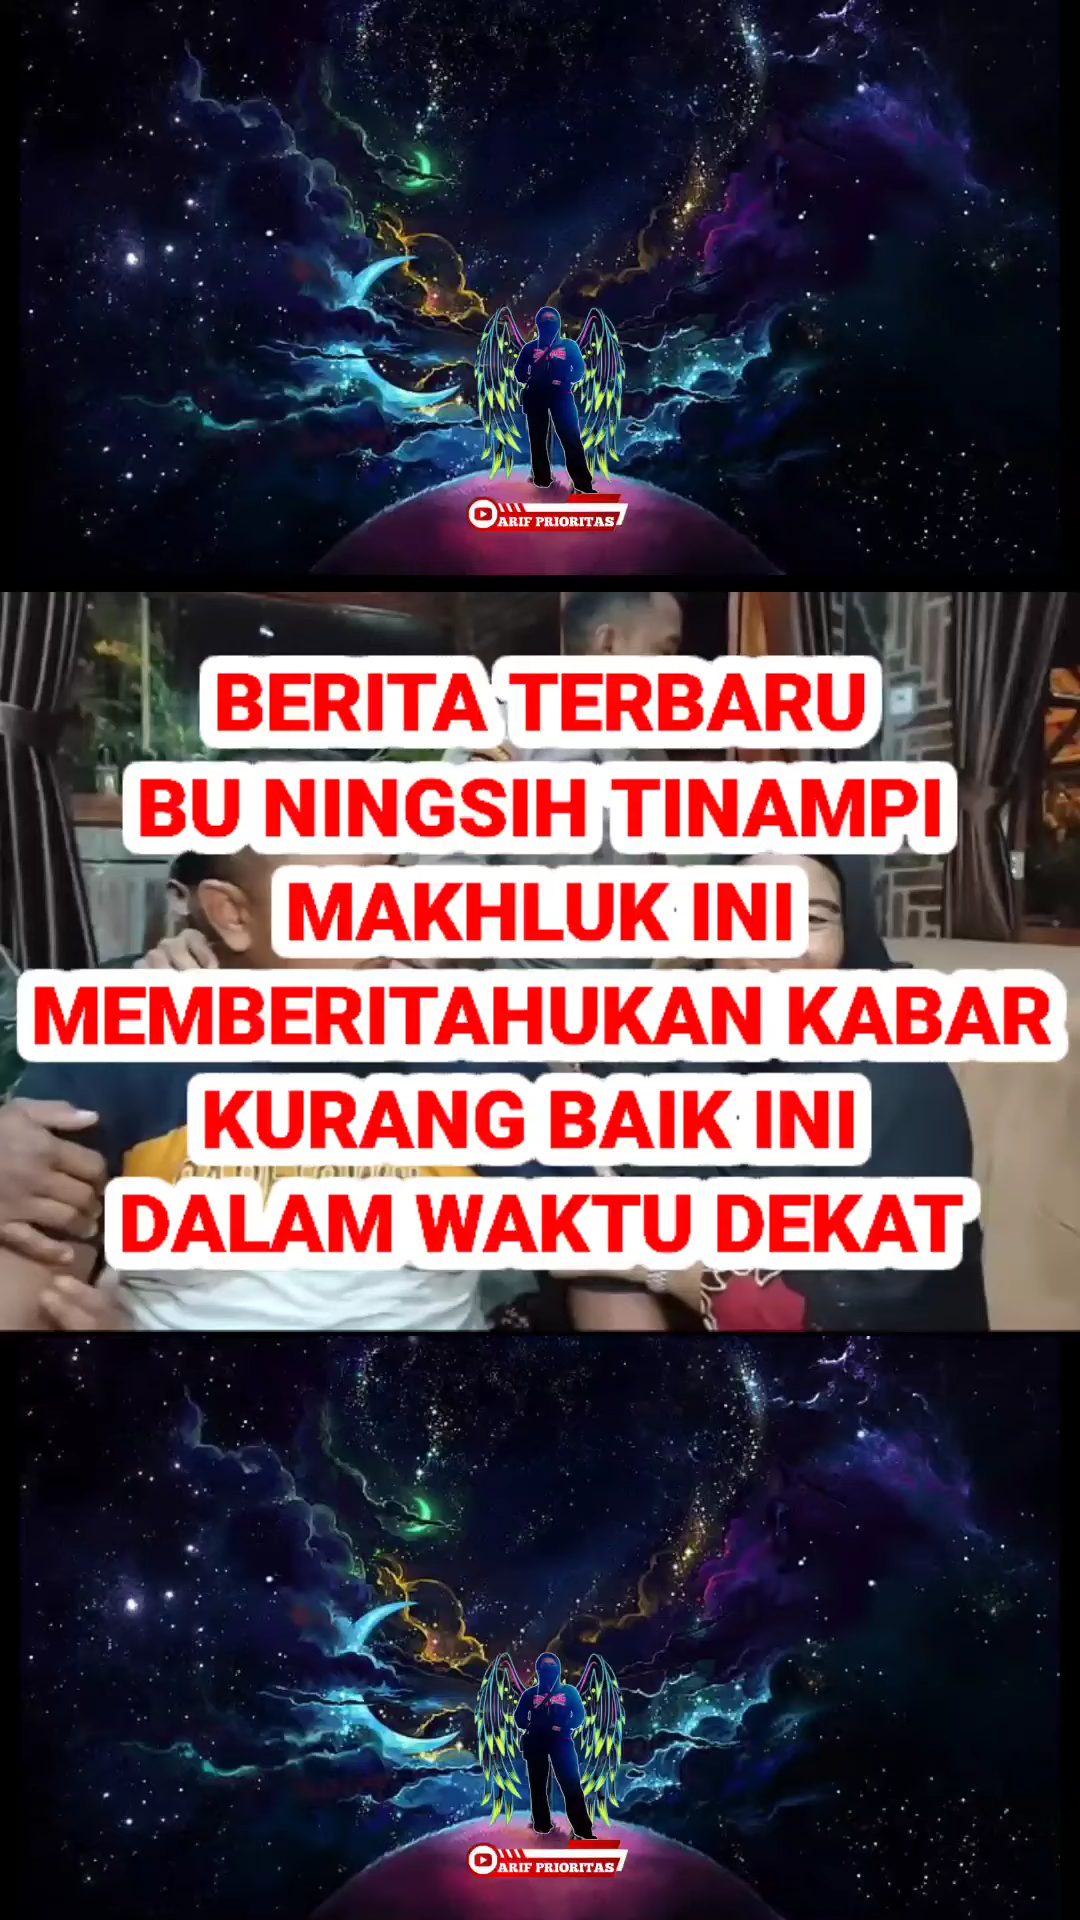 ARIF PRIORITAS
BERITA TERBARU
BU NINGSIH TINAMPI
MAKHLUK INI
MEMBERITAHUKAN KABAR
KURANG BAIK INI
DALAM WAKTU DEKAT
ARIF PRIORITAS